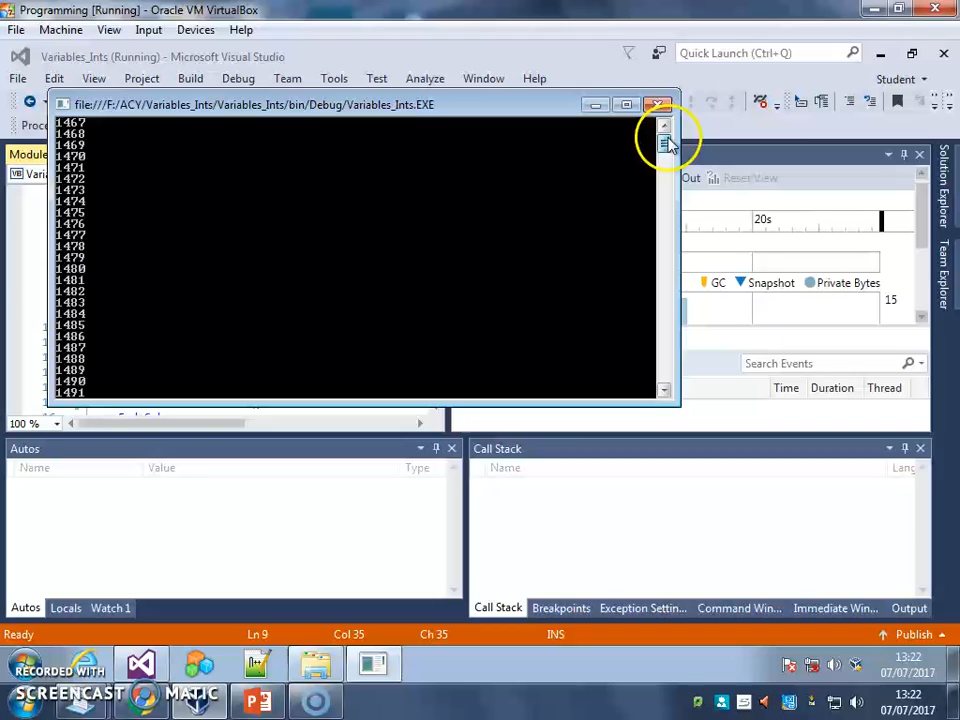 Programming [Running] - Oracle VM VirtualBox
File Machine View Input Devices Help
Variables_Ints (Running) - Microsoft Visual Studio
Quick Launch (Ctrl+Q)
File Edit View Project Build Debug Team Tools Test Analyze Window Help
Student
file:///F:/ACY/Variables_Ints/Variables_Ints/bin/Debug/Variables_Ints.EXE
1467
1468
1469
1470
1471
1472
1473
1474
1475
1476
1477
1478
1479
1480
1481
1482
1483
1484
1485
1486
1487
1488
1489
1490
1491
Proce
Module
VB Varia
Out Reset View
20s
GC Snapshot Private Bytes
15
Search Events
Time Duration Thread
Solution Explorer
Team Explorer
100 %
Autos
Name Value Type
Call Stack
Name Lang
Autos Locals Watch 1
Call Stack Breakpoints Exception Settin... Command Win... Immediate Win... Output
Ready Ln 9 Col 35 Ch 35 INS Publish
RECORDED WITH
SCREENCAST MATIC
13:22
07/07/2017
13:22
07/07/2017